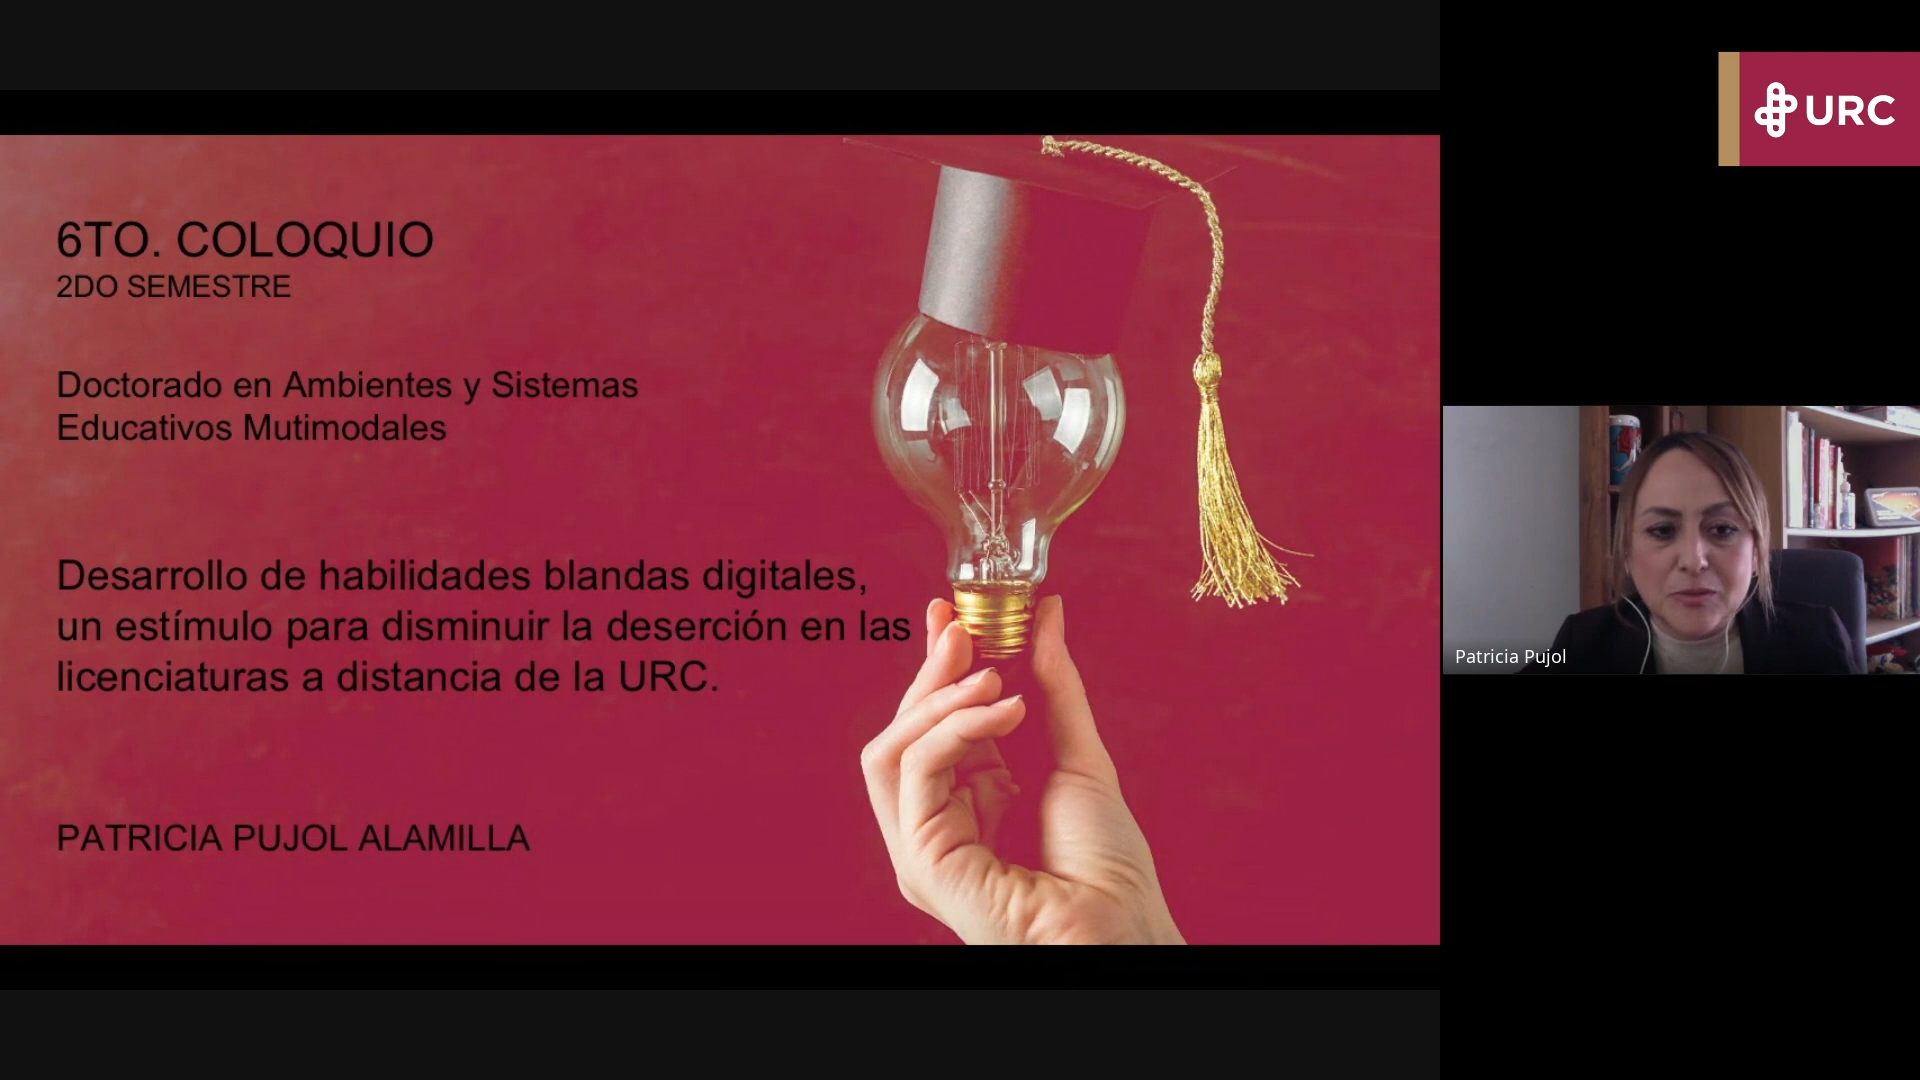 6TO. COLOQUIO
2DO SEMESTRE
Doctorado en Ambientes y Sistemas
Educativos Mutimodales
Desarrollo de habilidades blandas digitales,
un estímulo para disminuir la deserción en las
licenciaturas a distancia de la URC.
PATRICIA PUJOL ALAMILLA
URC
Patricia Pujol